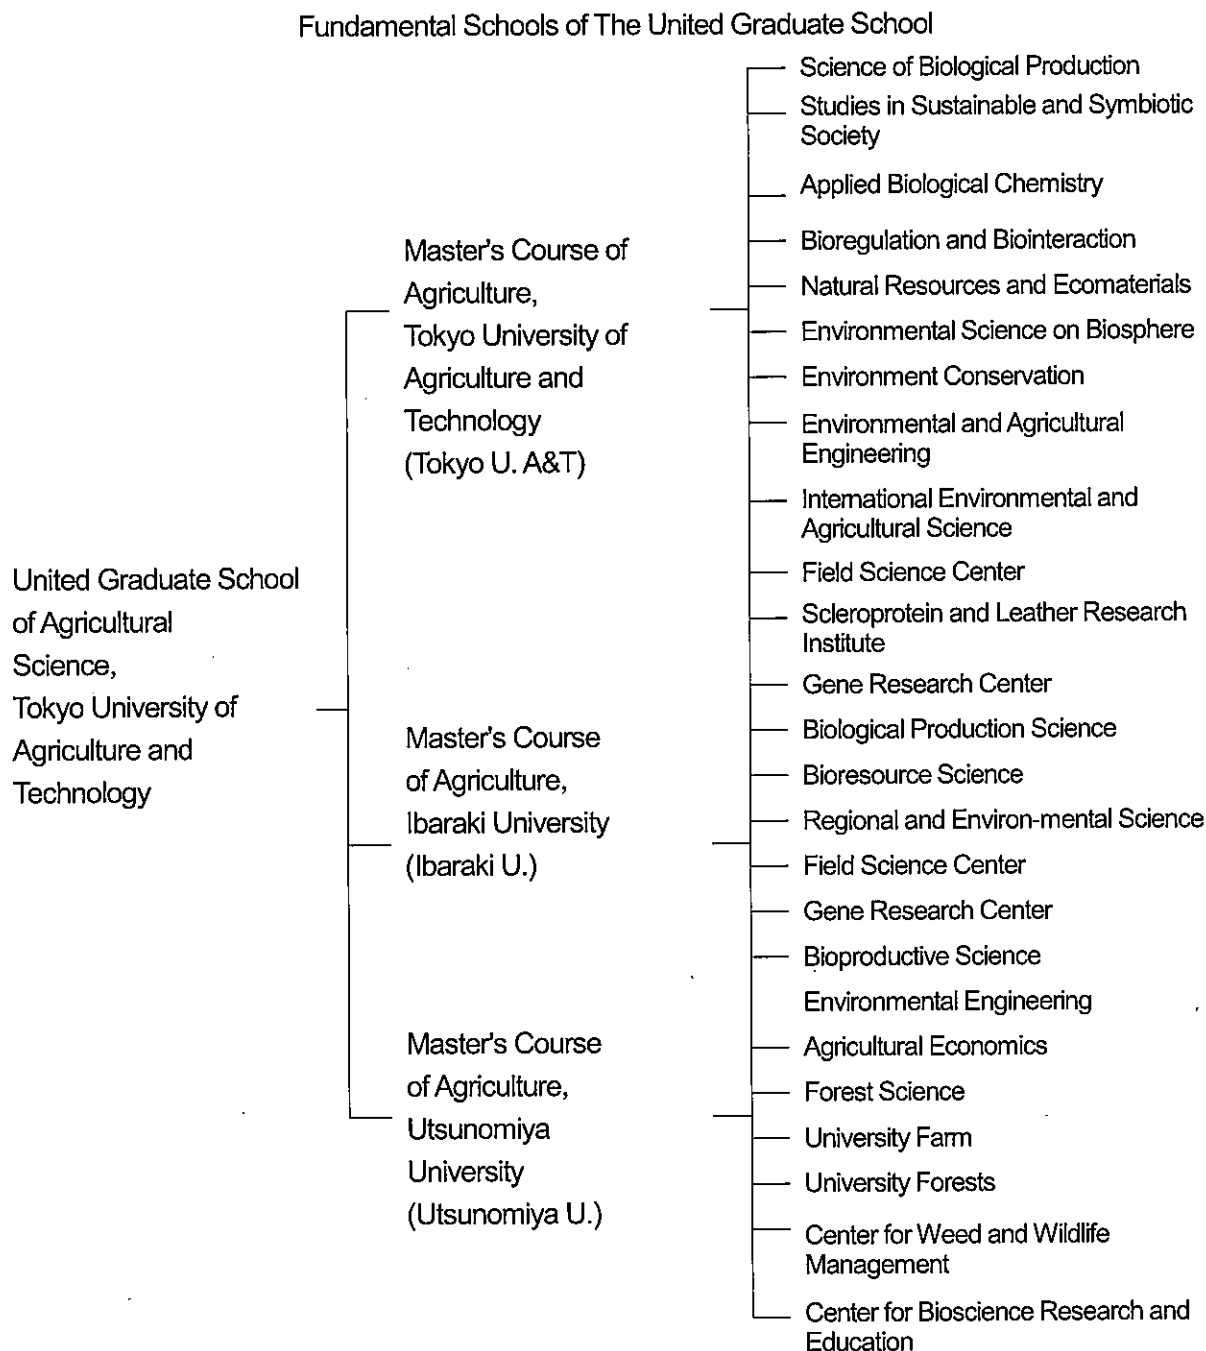 Fundamental Schools of The United Graduate School
United Graduate School
of Agricultural
Science,
Tokyo University of
Agriculture and
Technology
Master's Course of
Agriculture,
Tokyo University of
Agriculture and
Technology
(Tokyo U. A&T)
Master's Course
of Agriculture,
Ibaraki University
(Ibaraki U.)
Master's Course
of Agriculture,
Utsunomiya
University
(Utsunomiya U.)
Science of Biological Production
Studies in Sustainable and Symbiotic
Society
Applied Biological Chemistry
Bioregulation and Biointeraction
Natural Resources and Ecomaterials
Environmental Science on Biosphere
Environment Conservation
Environmental and Agricultural
Engineering
International Environmental and
Agricultural Science
Field Science Center
Scleroprotein and Leather Research
Institute
Gene Research Center
Biological Production Science
Bioresource Science
Regional and Environ-mental Science
Field Science Center
Gene Research Center
Bioproductive Science
Environmental Engineering
Agricultural Economics
Forest Science
University Farm
University Forests
Center for Weed and Wildlife
Management
Center for Bioscience Research and
Education